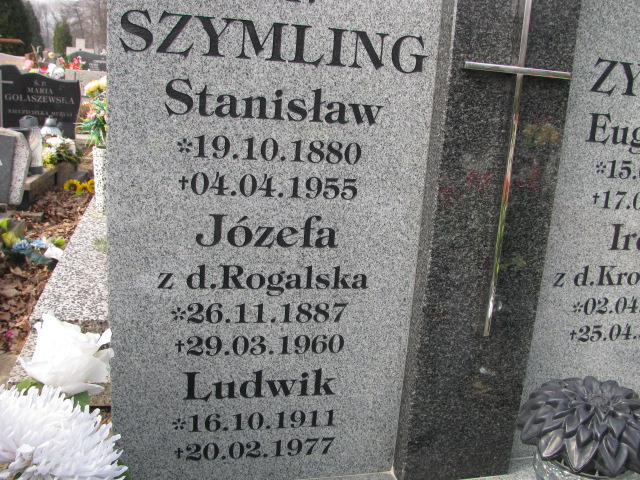 SZYMLING
Stanisław
*19.10.1880
†04.04.1955
Józefa
z d.Rogalska
*26.11.1887
†29.03.1960
Ludwik
*16.10.1911
†20.02.1977
MARIA
GOŁASZEWSKA